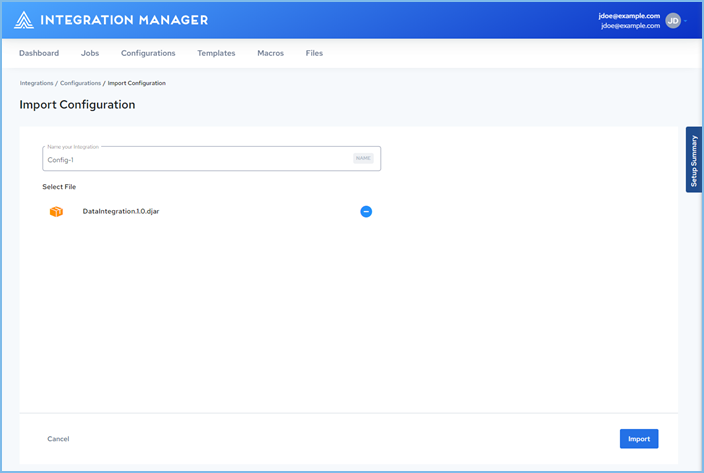 INTEGRATION MANAGER
jdoe@example.com
jdoe@example.com
JD
Dashboard Jobs Configurations Templates Macros Files
Integrations / Configurations / Import Configuration
Import Configuration
Name your Integration
Config-1
NAME
Select File
DataIntegration.1.0.djar
Setup Summary
Cancel
Import